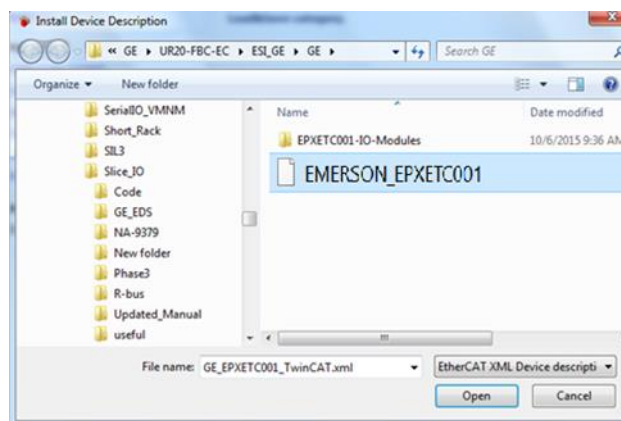 Install Device Description
« GE ▸ UR20-FBC-EC ▸ ESI_GE ▸ GE ▸
Search GE
Organize ▾ New folder
Name Date modified
SerialIO_VMNM
Short_Rack
SIL3
Slice_IO
Code
GE_EDS
NA-9379
New folder
Phase3
R-bus
Updated_Manual
useful
EPXETC001-IO-Modules 10/6/2015 9:36 AM
EMERSON_EPXETC001
File name: GE_EPXETC001_TwinCAT.xml
EtherCAT XML Device descripti
Open Cancel